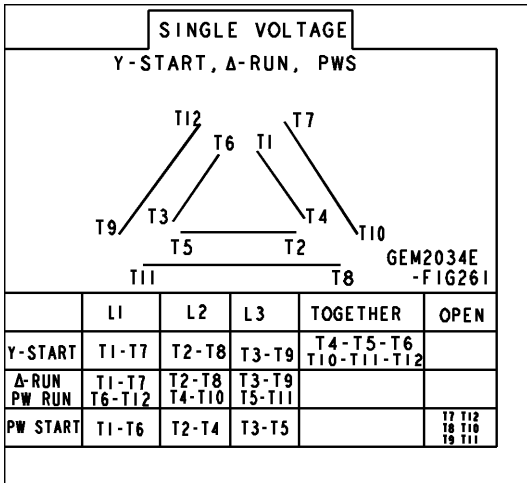 SINGLE VOLTAGE
Y-START, Δ-RUN, PWS
T12 T7
T6 T1
T3 T4
T9 T10
T5 T2
T11 T8
GEM2034E
-FIG261
L1 L2 L3 TOGETHER OPEN
Y-START T1-T7 T2-T8 T3-T9 T4-T5-T6
T10-T11-T12
Δ-RUN T1-T7 T2-T8 T3-T9
PW RUN T6-T12 T4-T10 T5-T11
PW START T1-T6 T2-T4 T3-T5 T7 T12
T8 T10
T9 T11